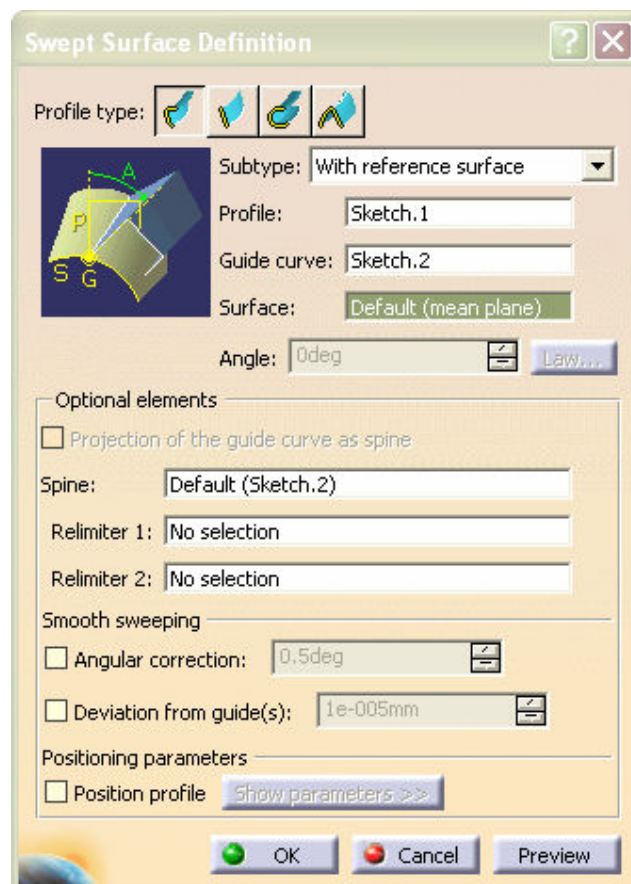 Swept Surface Definition
Profile type:
Subtype: With reference surface
A
P
S G
Profile: Sketch.1
Guide curve: Sketch.2
Surface: Default (mean plane)
Angle: 0deg Law...
Optional elements
Projection of the guide curve as spine
Spine: Default (Sketch.2)
Relimiter 1: No selection
Relimiter 2: No selection
Smooth sweeping
Angular correction: 0.5deg
Deviation from guide(s): 1e-005mm
Positioning parameters
Position profile Show parameters >>
OK Cancel Preview